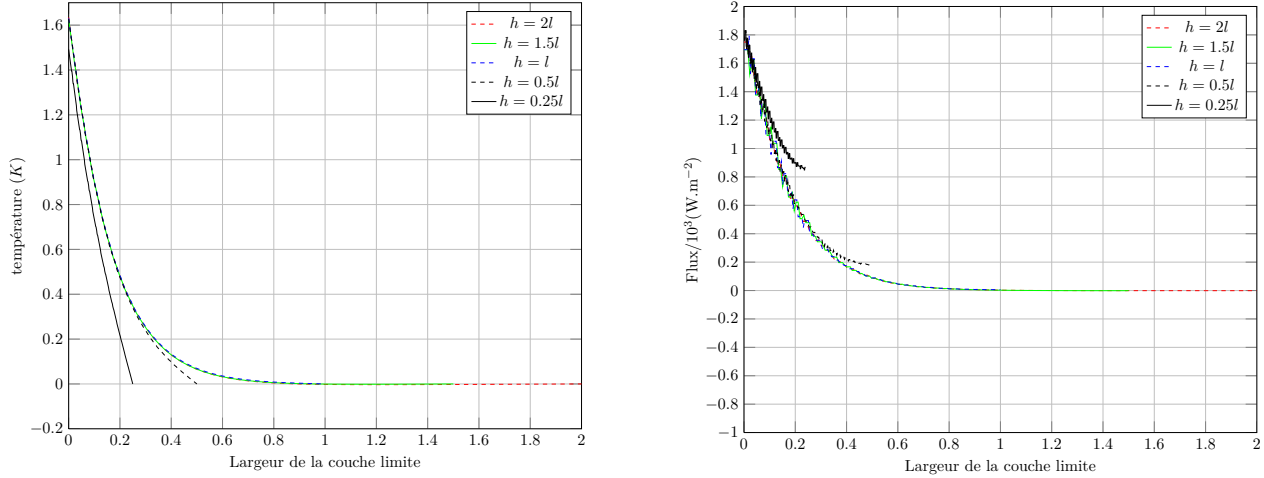 1.6
1.4
1.2
1
0.8
0.6
0.4
0.2
0
−0.2
température (K)
0 0.2 0.4 0.6 0.8 1 1.2 1.4 1.6 1.8 2
Largeur de la couche limite
h = 2l
h = 1.5l
h = l
h = 0.5l
h = 0.25l
2
1.8
1.6
1.4
1.2
1
0.8
0.6
0.4
0.2
0
−0.2
−0.4
−0.6
−0.8
−1
Flux/10³(W.m⁻²)
0 0.2 0.4 0.6 0.8 1 1.2 1.4 1.6 1.8 2
Largeur de la couche limite
h = 2l
h = 1.5l
h = l
h = 0.5l
h = 0.25l